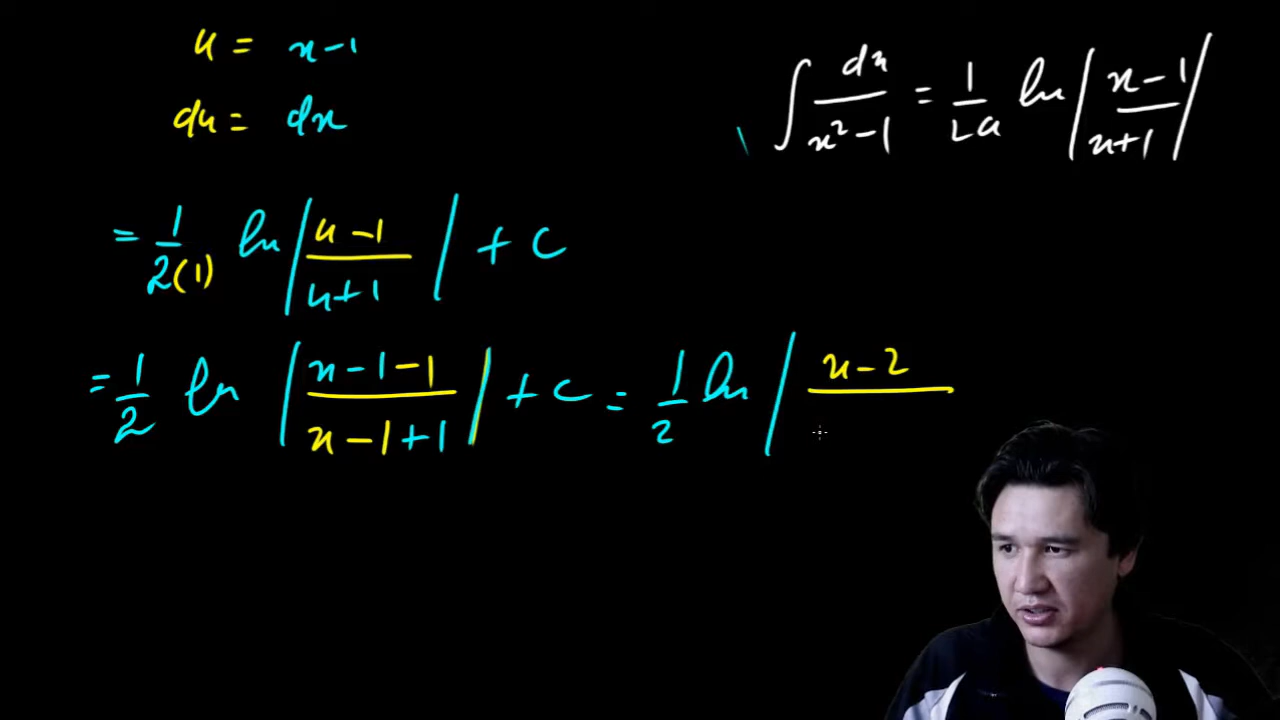 u = x-1
du = dx
∫ dx/(x²-1) = 1/2a ln |(x-1)/(x+1)|
= 1/2(1) ln |(u-1)/(u+1)| + c
= 1/2 ln |(x-1-1)/(x-1+1)| + c = 1/2 ln | (x-2)/